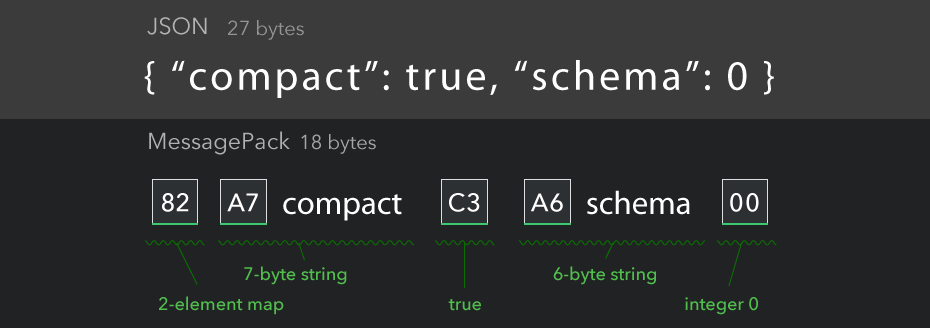 JSON 27 bytes
{ “compact”: true, “schema”: 0 }
MessagePack 18 bytes
82 A7 compact C3 A6 schema 00
7-byte string 6-byte string
2-element map true integer 0